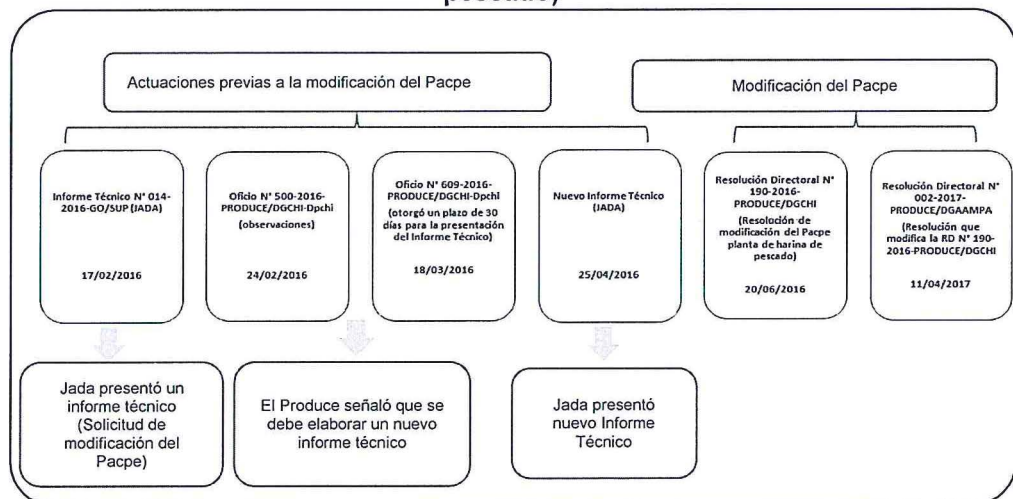 Actuaciones previas a la modificación del Pacpe
Modificación del Pacpe
Informe Técnico N° 014-
2016-GO/SUP (JADA)
17/02/2016
Oficio N° 500-2016-
PRODUCE/DGCHI-Dpchi
(observaciones)
24/02/2016
Oficio N° 609-2016-
PRODUCE/DGCHI-Dpchi
(otorgó un plazo de 30
días para la presentación
del Informe Técnico)
18/03/2016
Nuevo Informe Técnico
(JADA)
25/04/2016
Resolución Directoral N°
190-2016-
PRODUCE/DGCHI
(Resolución de
modificación del Pacpe
planta de harina de
pescado)
20/06/2016
Resolución Directoral N°
002-2017-
PRODUCE/DGAAMPA
(Resolución que
modifica la RD N° 190-
2016-PRODUCE/DGCHI
11/04/2017
Jada presentó un
informe técnico
(Solicitud de
modificación del
Pacpe)
El Produce señaló que se
debe elaborar un nuevo
informe técnico
Jada presentó
nuevo Informe
Técnico